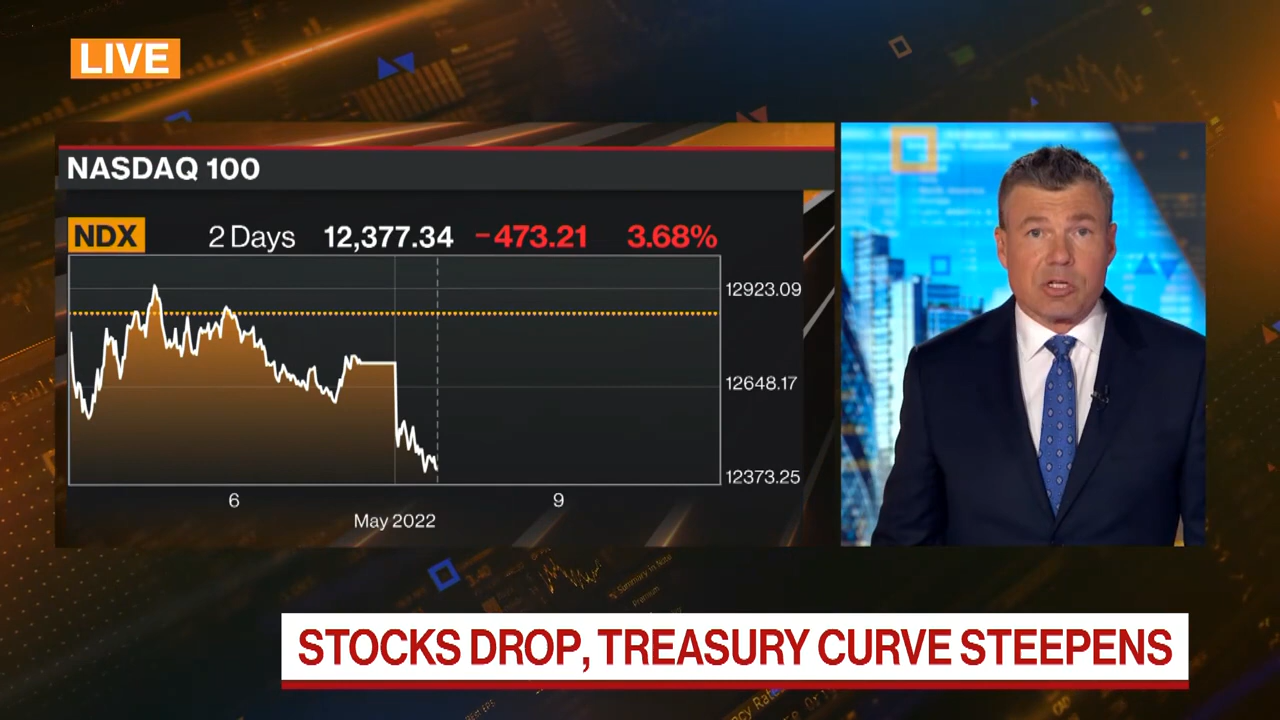 LIVE
NASDAQ 100
NDX 2 Days 12,377.34 -473.21 3.68%
12923.09
12648.17
12373.25
6 9
May 2022
STOCKS DROP, TREASURY CURVE STEEPENS